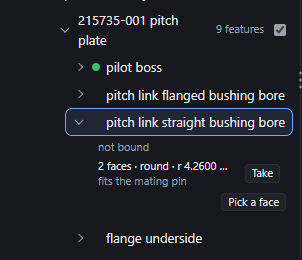 215735-001 pitch
plate
9 features
pilot boss
pitch link flanged bushing bore
pitch link straight bushing bore
not bound
2 faces · round · r 4.2600 ...
Take
fits the mating pin
Pick a face
flange underside